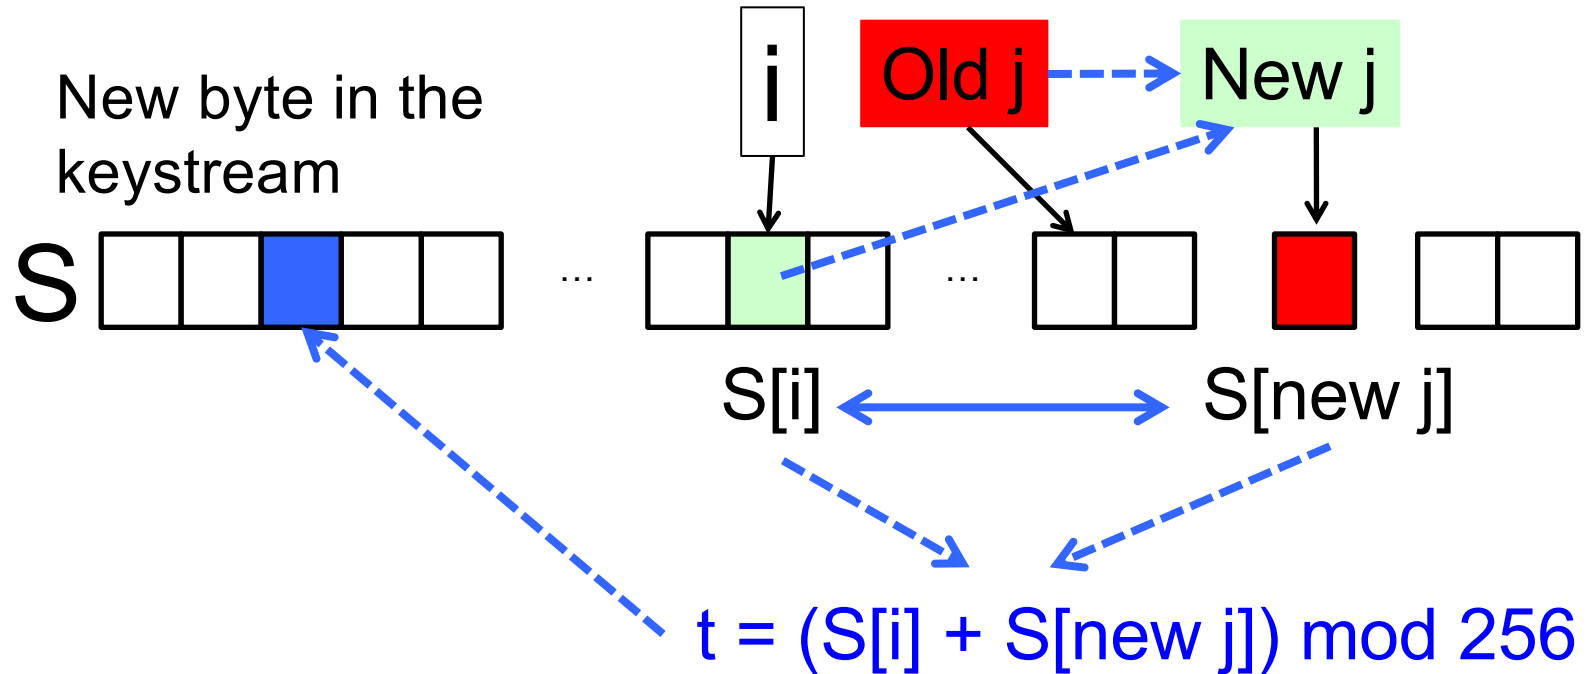 i
Old j
New j
New byte in the
keystream
S
...
...
S[i]
S[new j]
t = (S[i] + S[new j]) mod 256